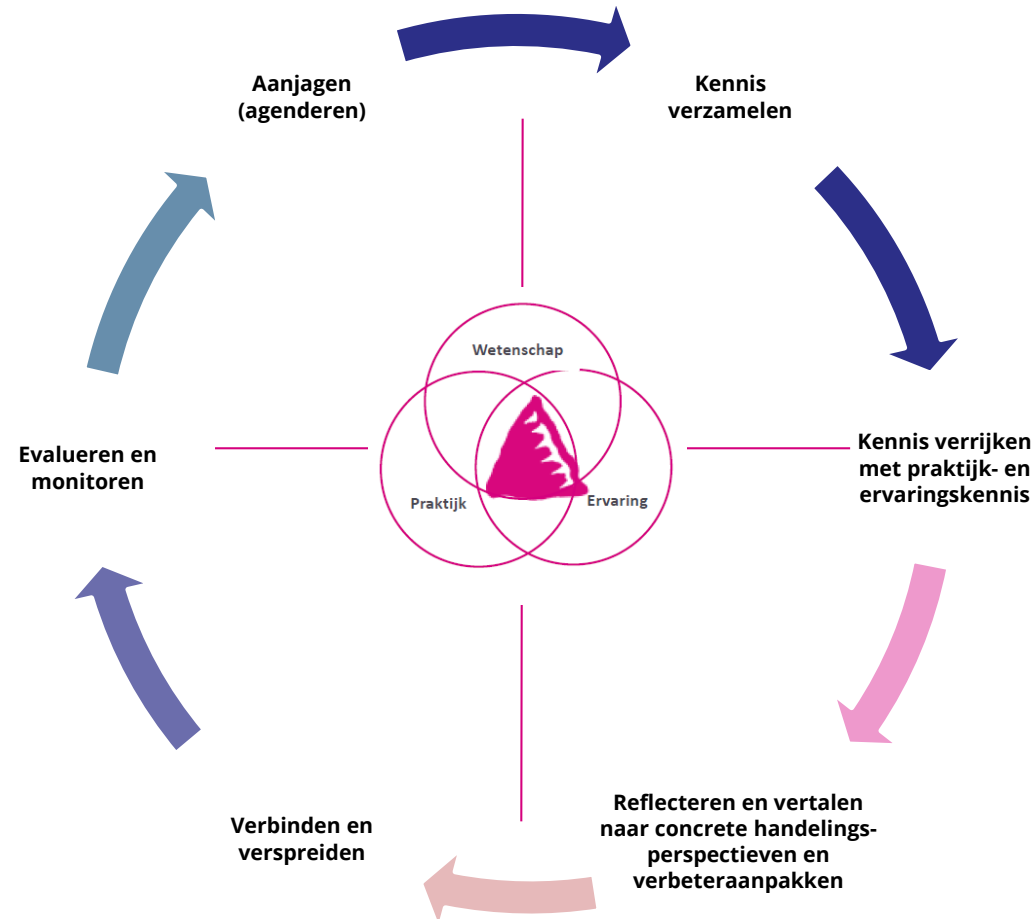 Aanjagen
(agenderen)
Kennis
verzamelen
Wetenschap
Praktijk
Ervaring
Kennis verrijken
met praktijk- en
ervaringskennis
Reflecteren en vertalen
naar concrete handelings-
perspectieven en
verbeteraanpakken
Verbinden en
verspreiden
Evalueren en
monitoren